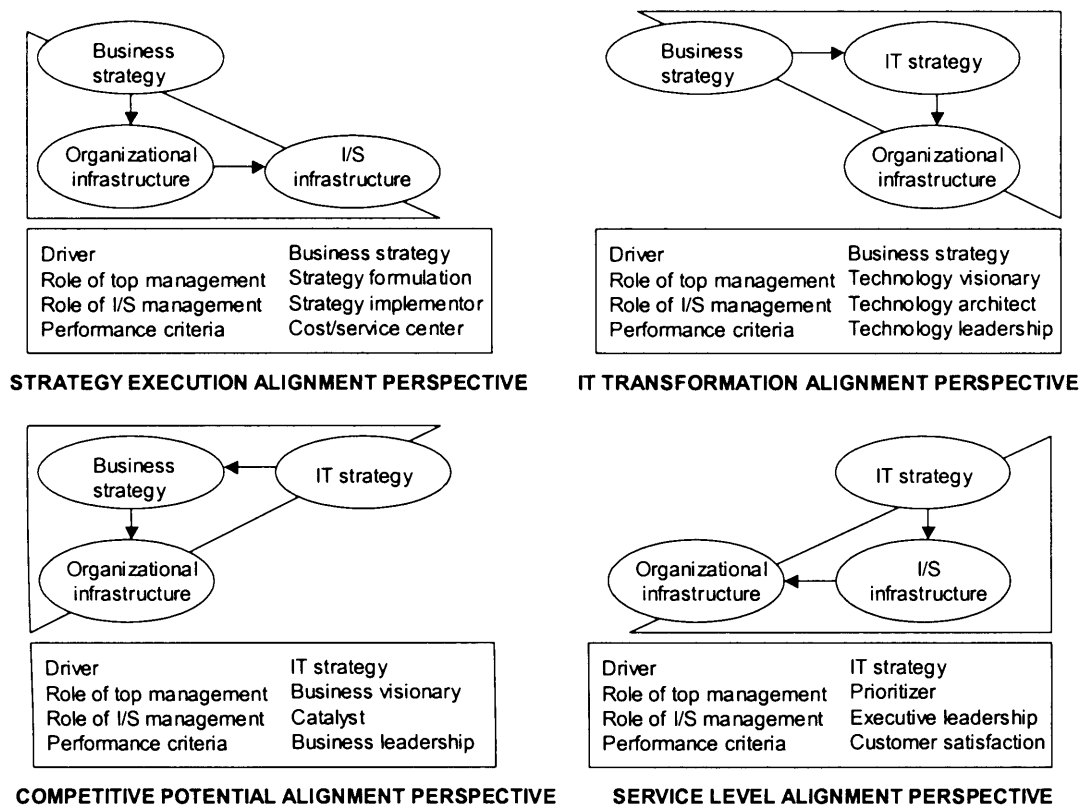 Business
strategy
Organizational
infrastructure
I/S
infrastructure
Driver Business strategy
Role of top management Strategy formulation
Role of I/S management Strategy implementor
Performance criteria Cost/service center
STRATEGY EXECUTION ALIGNMENT PERSPECTIVE
Business
strategy
IT strategy
Organizational
infrastructure
Driver Business strategy
Role of top management Technology visionary
Role of I/S management Technology architect
Performance criteria Technology leadership
IT TRANSFORMATION ALIGNMENT PERSPECTIVE
Business
strategy
IT strategy
Organizational
infrastructure
Driver IT strategy
Role of top management Business visionary
Role of I/S management Catalyst
Performance criteria Business leadership
COMPETITIVE POTENTIAL ALIGNMENT PERSPECTIVE
IT strategy
Organizational
infrastructure
I/S
infrastructure
Driver IT strategy
Role of top management Prioritizer
Role of I/S management Executive leadership
Performance criteria Customer satisfaction
SERVICE LEVEL ALIGNMENT PERSPECTIVE